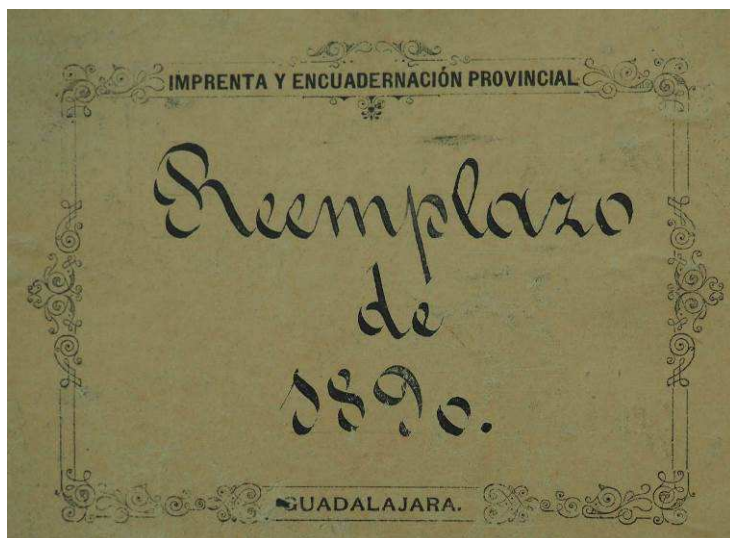 IMPRENTA Y ENCUADERNACIÓN PROVINCIAL
Reemplazo
de
1890.
GUADALAJARA.